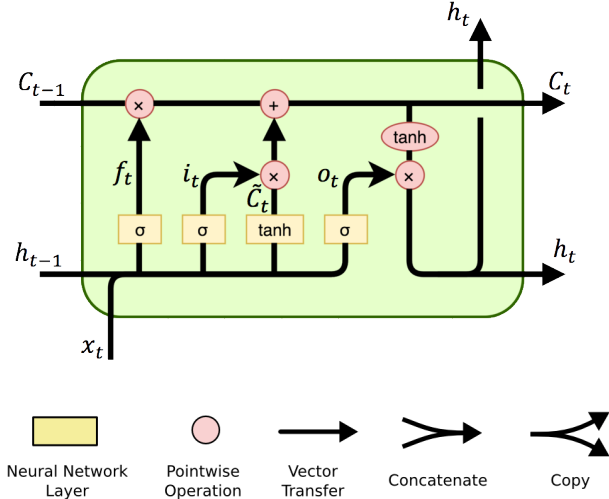 h_t
C_{t-1}
C_t
× +
tanh
f_t i_t × o_t ×
C̃_t
σ σ tanh σ
h_{t-1}
h_t
x_t
Neural Network Pointwise Vector Concatenate Copy
Layer Operation Transfer